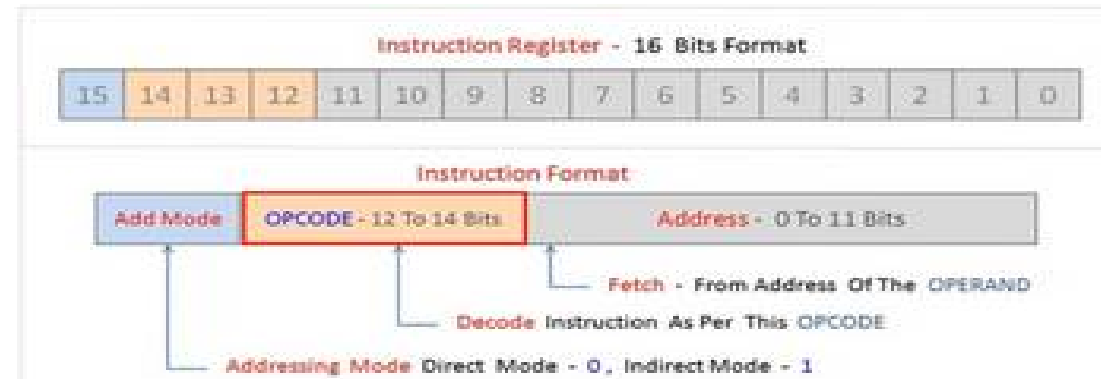 Instruction Register - 16 Bits Format
15 14 13 12 11 10 9 8 7 6 5 4 3 2 1 0
Instruction Format
Add Mode OPCODE - 12 To 14 Bits Address - 0 To 11 Bits
Fetch - From Address Of The OPERAND
Decode Instruction As Per This OPCODE
Addressing Mode Direct Mode - 0, Indirect Mode - 1